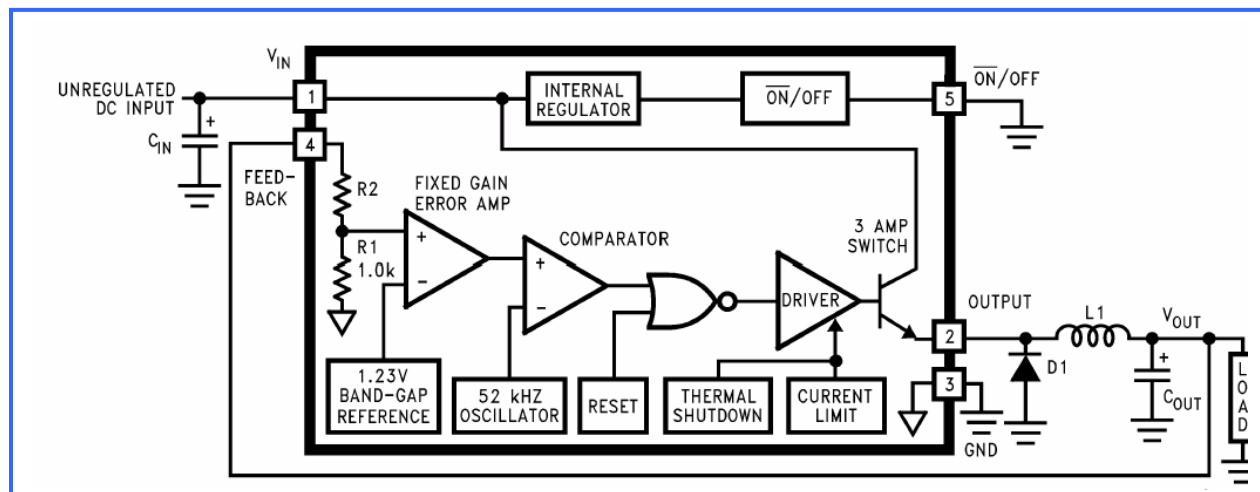 V_IN
UNREGULATED
DC INPUT
C_IN
+
1
4
FEED-
BACK
R2
R1
1.0k
INTERNAL
REGULATOR
O̅N̅/OFF
5
O̅N̅/OFF
FIXED GAIN
ERROR AMP
+
−
COMPARATOR
+
−
3 AMP
SWITCH
DRIVER
OUTPUT
2
3
GND
L1
D1
V_OUT
+
C_OUT
LOAD
1.23V
BAND-GAP
REFERENCE
52 kHZ
OSCILLATOR
RESET
THERMAL
SHUTDOWN
CURRENT
LIMIT